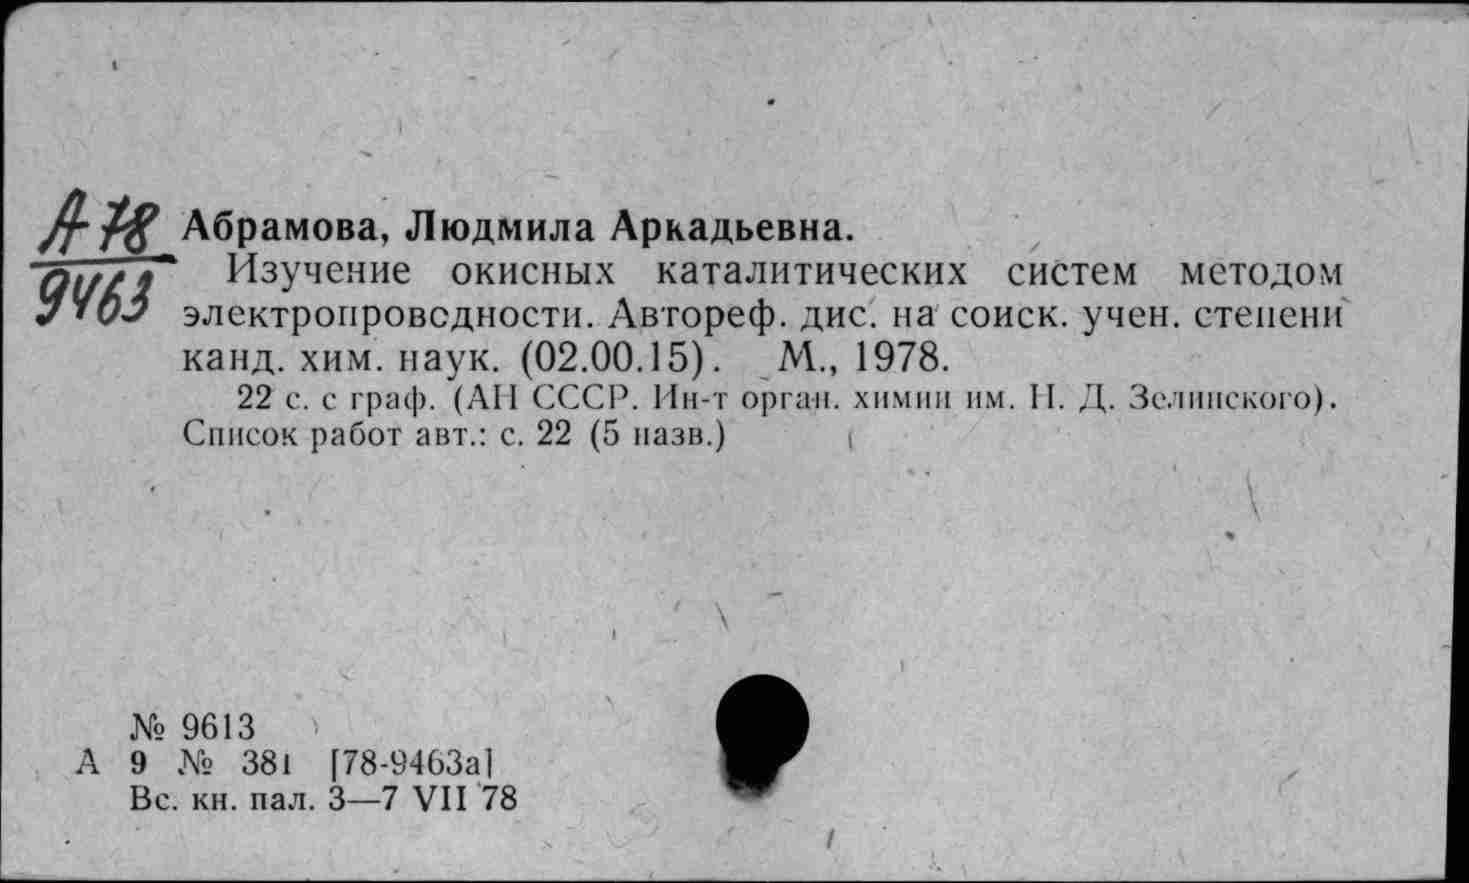 А 78
9463
Абрамова, Людмила Аркадьевна.
Изучение окисных каталитических систем методом
электропроводности. Автореф. дис. на соиск. учен. степени
канд. хим. наук. (02.00.15). М., 1978.
22 с. с граф. (АН СССР. Ин-т орган. химии им. Н. Д. Зелинского).
Список работ авт.: с. 22 (5 назв.)
№ 9613
А 9 № 381 [78-9463а]
Вс. кн. пал. 3—7 VII 78